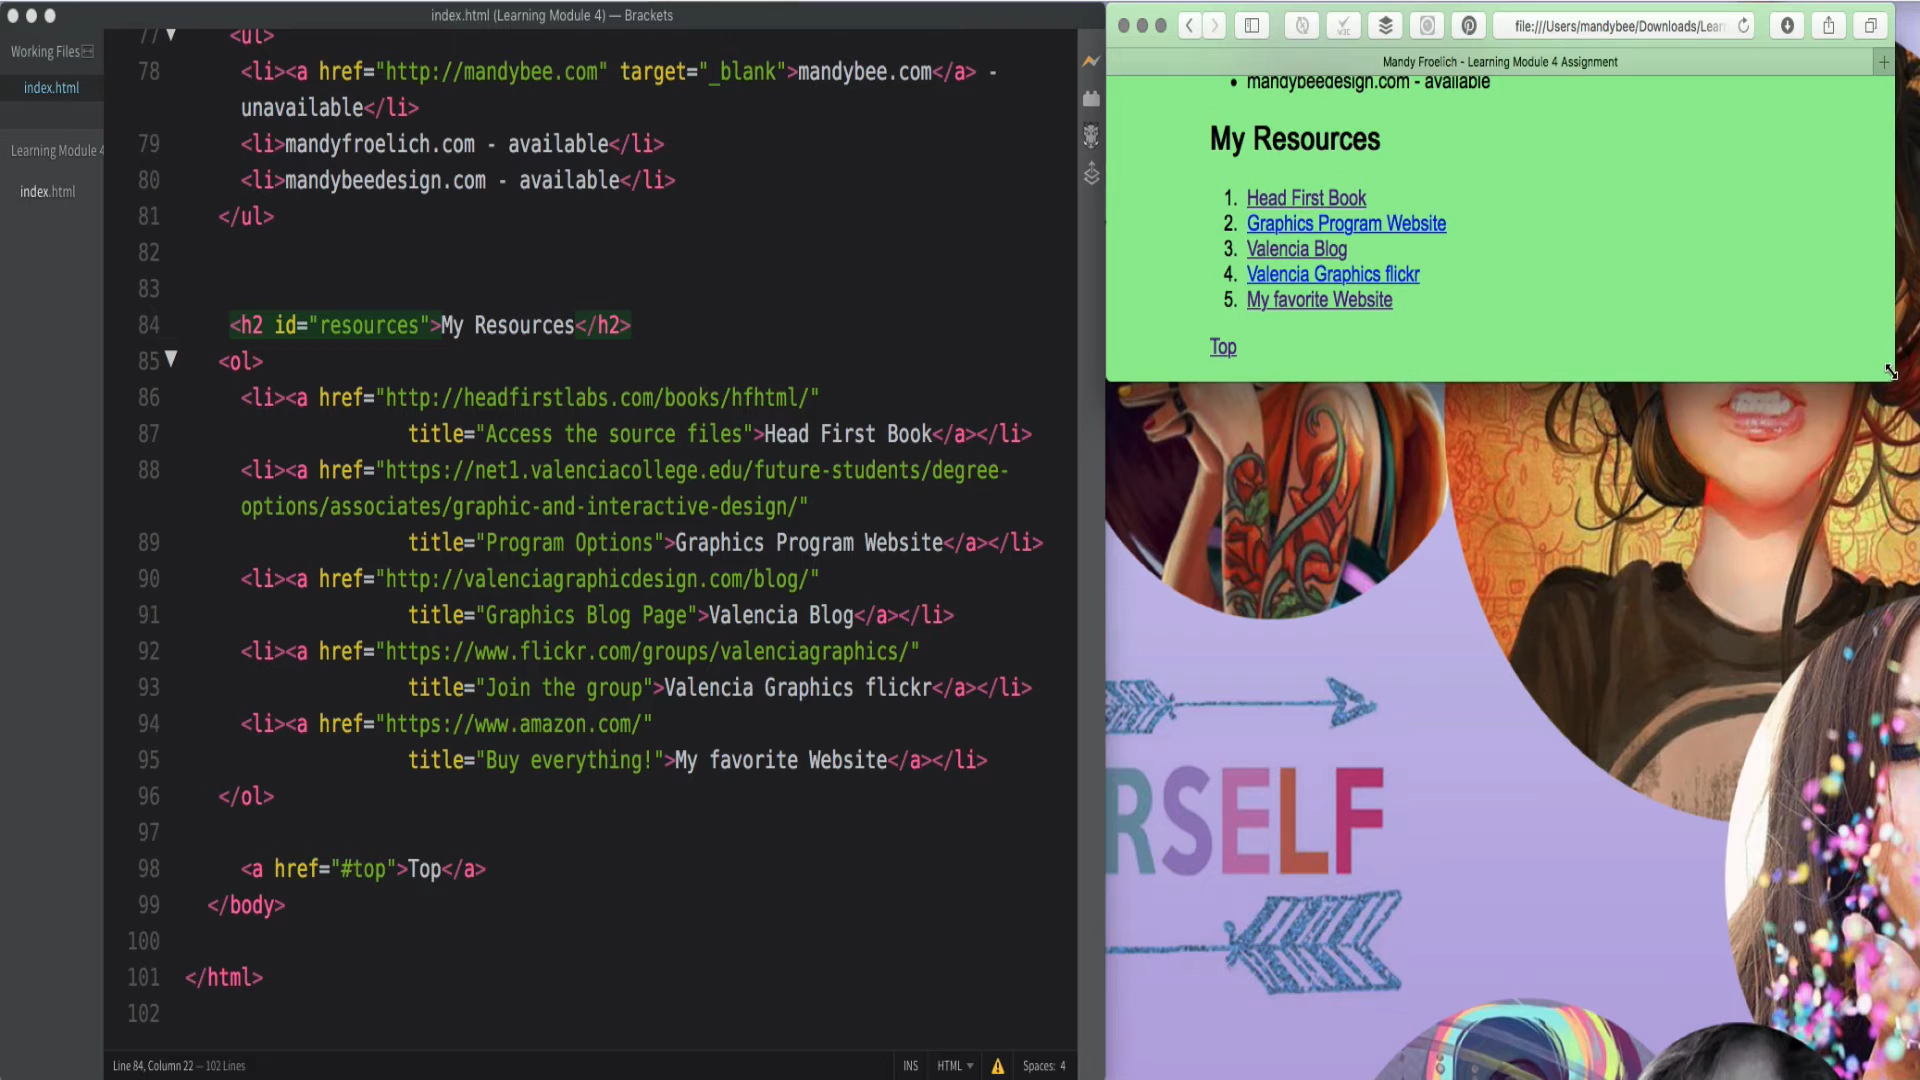 index.html (Learning Module 4) — Brackets
Working Files
index.html
Learning Module 4
index.html
77 <ul>
78 <li><a href="http://mandybee.com" target="_blank">mandybee.com</a> -
unavailable</li>
79 <li>mandyfroelich.com - available</li>
80 <li>mandybeedesign.com - available</li>
81 </ul>
82
83
84 <h2 id="resources">My Resources</h2>
85 <ol>
86 <li><a href="http://headfirstlabs.com/books/hfhtml/"
87 title="Access the source files">Head First Book</a></li>
88 <li><a href="https://net1.valenciacollege.edu/future-students/degree-
options/associates/graphic-and-interactive-design/"
89 title="Program Options">Graphics Program Website</a></li>
90 <li><a href="http://valenciagraphicdesign.com/blog/"
91 title="Graphics Blog Page">Valencia Blog</a></li>
92 <li><a href="https://www.flickr.com/groups/valenciagraphics/"
93 title="Join the group">Valencia Graphics flickr</a></li>
94 <li><a href="https://www.amazon.com/"
95 title="Buy everything!">My favorite Website</a></li>
96 </ol>
97
98 <a href="#top">Top</a>
99 </body>
100
101 </html>
102
Line 84, Column 22 — 102 Lines
INS HTML Spaces: 4
file:///Users/mandybee/Downloads/Lear
Mandy Froelich - Learning Module 4 Assignment
• mandybeedesign.com - available
My Resources
1. Head First Book
2. Graphics Program Website
3. Valencia Blog
4. Valencia Graphics flickr
5. My favorite Website
Top
RSELF